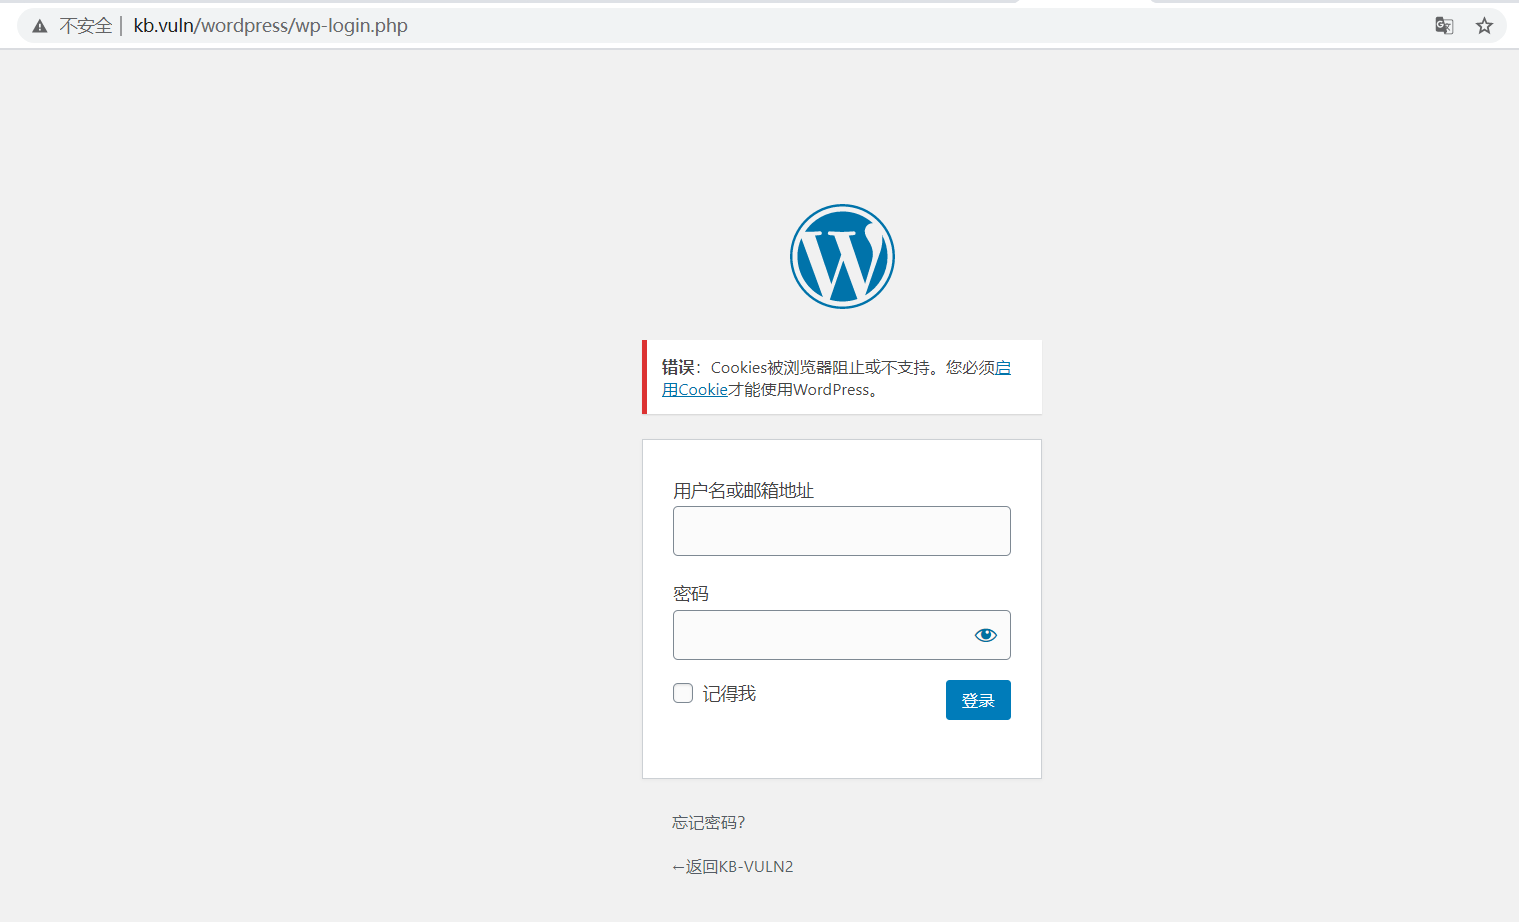 不安全 | kb.vuln/wordpress/wp-login.php
错误：Cookies被浏览器阻止或不支持。您必须启
用Cookie才能使用WordPress。
用户名或邮箱地址
密码
记得我
登录
忘记密码？
←返回KB-VULN2